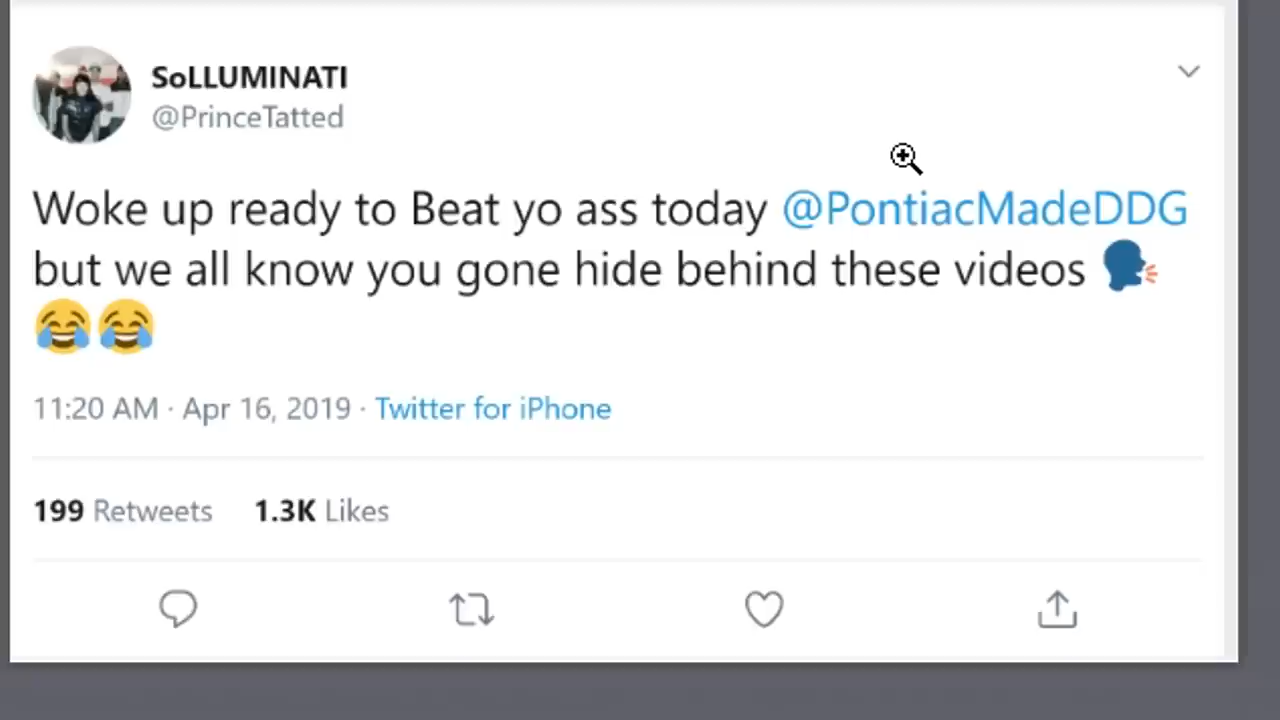 SoLLUMINATI
@PrinceTatted
Woke up ready to Beat yo ass today @PontiacMadeDDG
but we all know you gone hide behind these videos 🗣
😂😂
11:20 AM · Apr 16, 2019 · Twitter for iPhone
199 Retweets 1.3K Likes